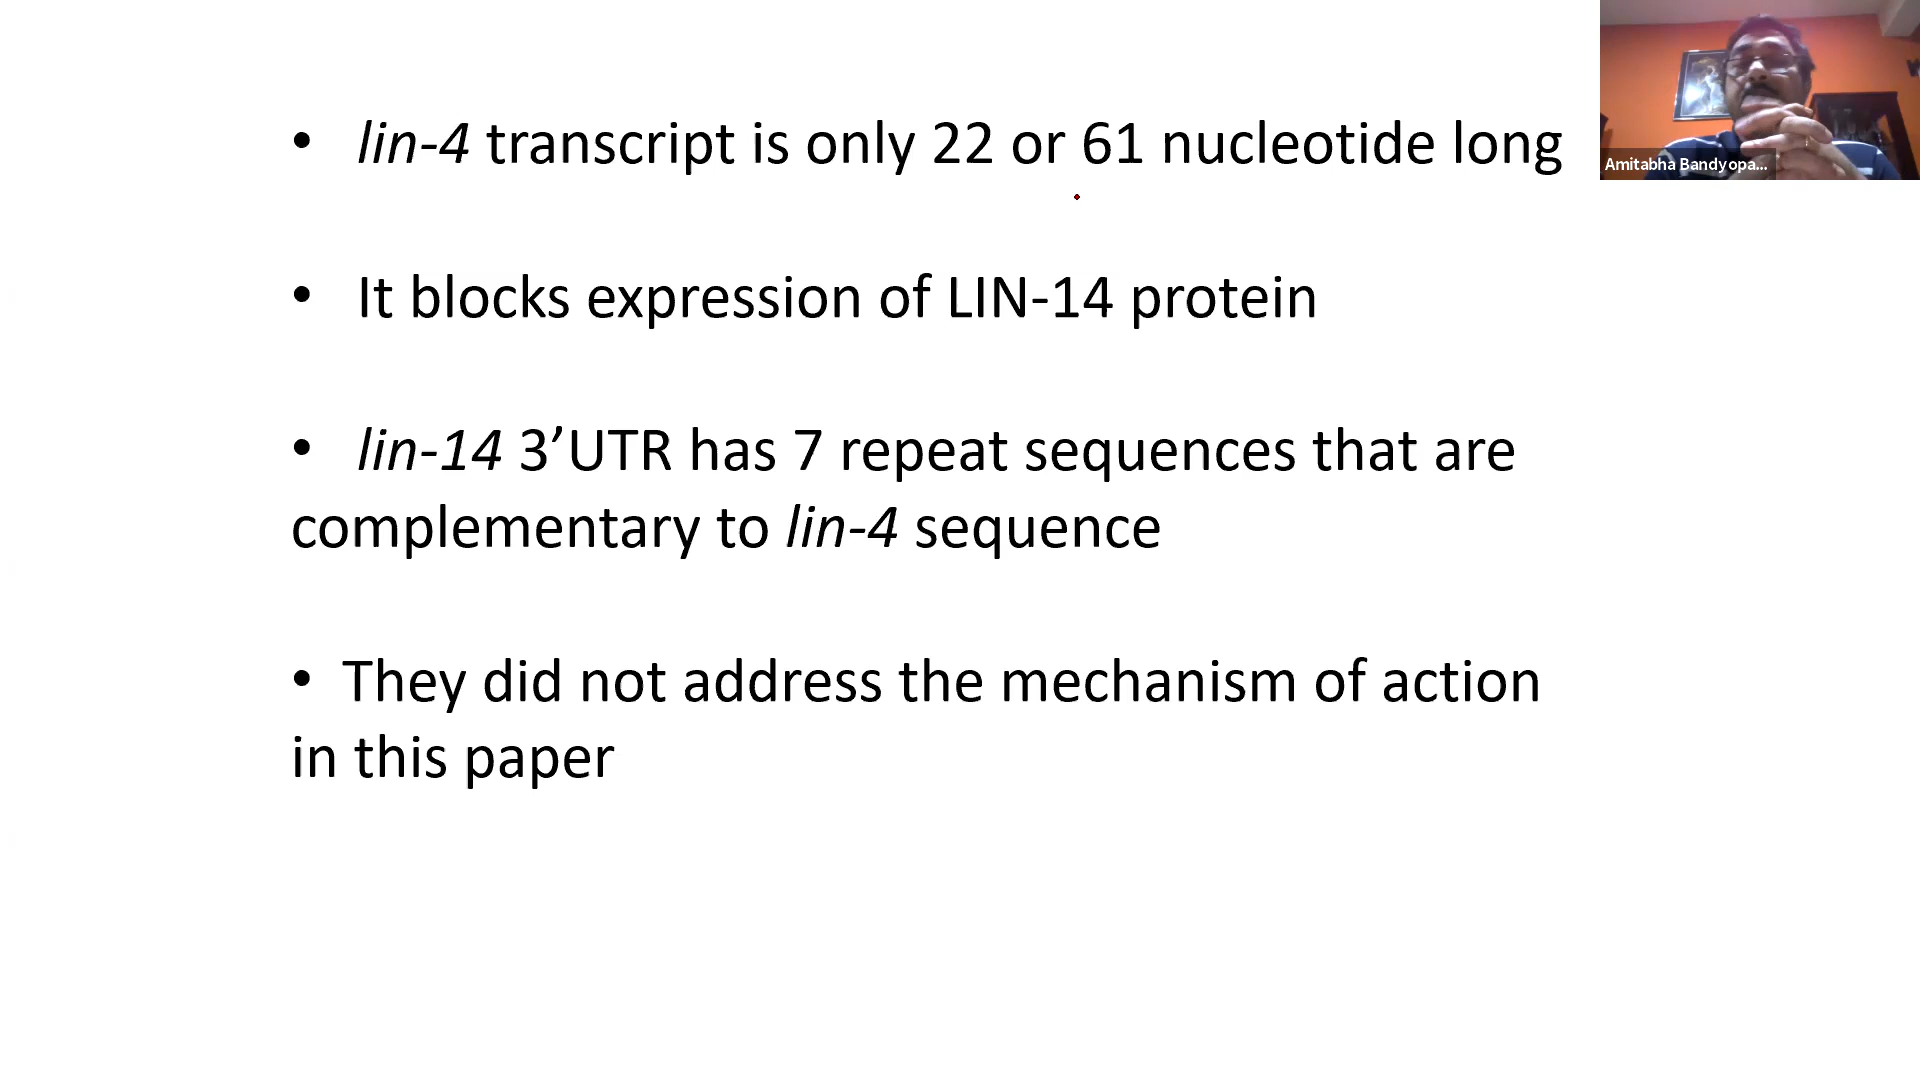 • lin-4 transcript is only 22 or 61 nucleotide long
Amitabha Bandyopa...
• It blocks expression of LIN-14 protein
• lin-14 3’UTR has 7 repeat sequences that are
complementary to lin-4 sequence
• They did not address the mechanism of action
in this paper